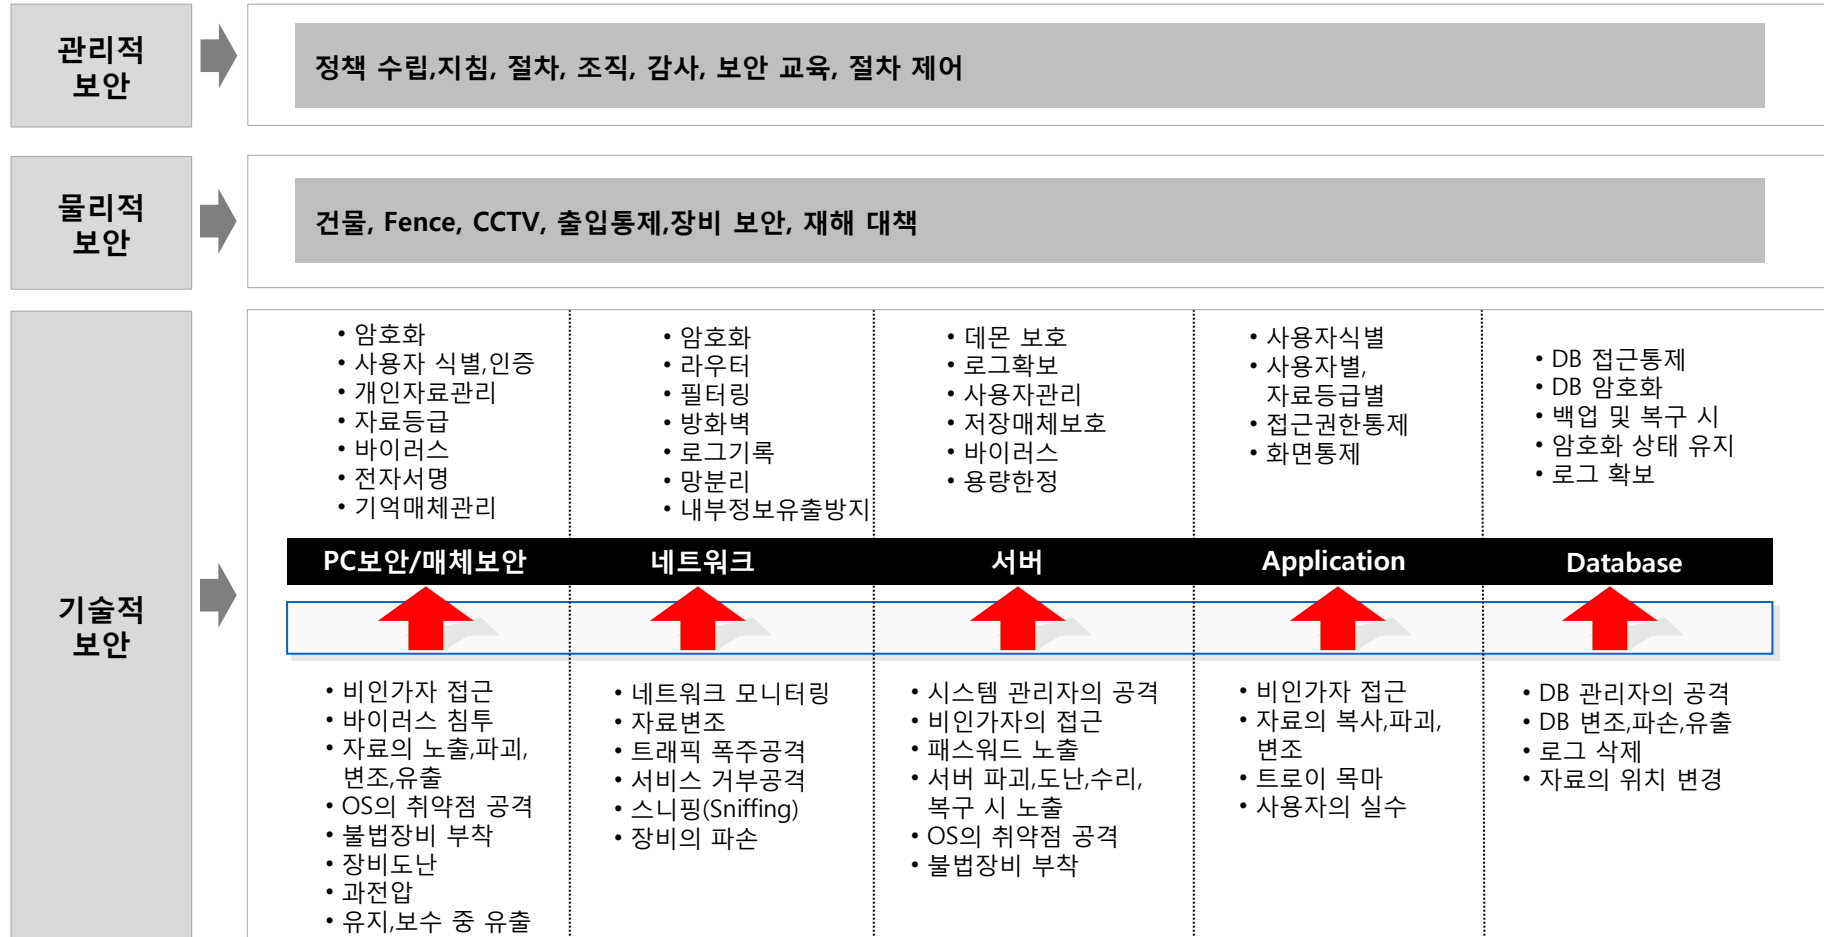 관리적
보안
정책 수립,지침, 절차, 조직, 감사, 보안 교육, 절차 제어
물리적
보안
건물, Fence, CCTV, 출입통제,장비 보안, 재해 대책
기술적
보안
• 암호화
• 사용자 식별,인증
• 개인자료관리
• 자료등급
• 바이러스
• 전자서명
• 기억매체관리
• 암호화
• 라우터
• 필터링
• 방화벽
• 로그기록
• 망분리
• 내부정보유출방지
• 데몬 보호
• 로그확보
• 사용자관리
• 저장매체보호
• 바이러스
• 용량한정
• 사용자식별
• 사용자별,
자료등급별
• 접근권한통제
• 화면통제
• DB 접근통제
• DB 암호화
• 백업 및 복구 시
• 암호화 상태 유지
• 로그 확보
PC보안/매체보안
네트워크
서버
Application
Database
• 비인가자 접근
• 바이러스 침투
• 자료의 노출,파괴,
변조,유출
• OS의 취약점 공격
• 불법장비 부착
• 장비도난
• 과전압
• 유지,보수 중 유출
• 네트워크 모니터링
• 자료변조
• 트래픽 폭주공격
• 서비스 거부공격
• 스니핑(Sniffing)
• 장비의 파손
• 시스템 관리자의 공격
• 비인가자의 접근
• 패스워드 노출
• 서버 파괴,도난,수리,
복구 시 노출
• OS의 취약점 공격
• 불법장비 부착
• 비인가자 접근
• 자료의 복사,파괴,
변조
• 트로이 목마
• 사용자의 실수
• DB 관리자의 공격
• DB 변조,파손,유출
• 로그 삭제
• 자료의 위치 변경